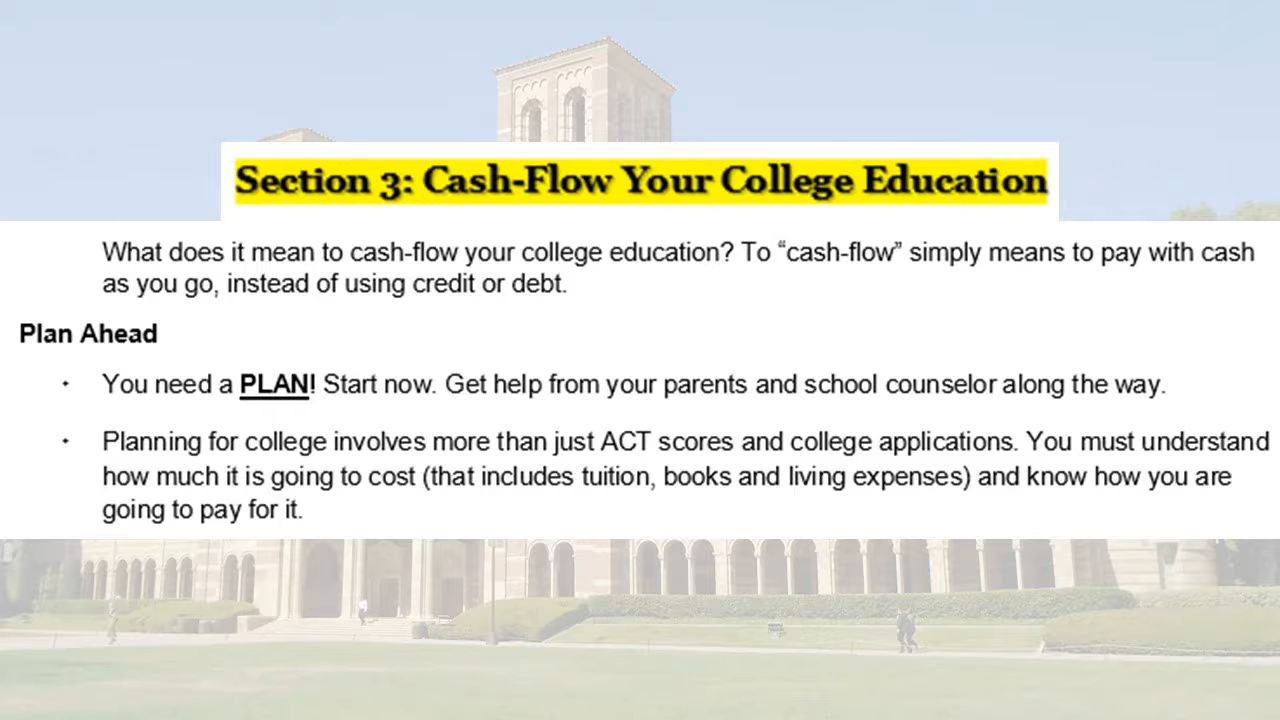 Section 3: Cash-Flow Your College Education
What does it mean to cash-flow your college education? To “cash-flow” simply means to pay with cash
as you go, instead of using credit or debt.
Plan Ahead
· You need a PLAN! Start now. Get help from your parents and school counselor along the way.
· Planning for college involves more than just ACT scores and college applications. You must understand
how much it is going to cost (that includes tuition, books and living expenses) and know how you are
going to pay for it.